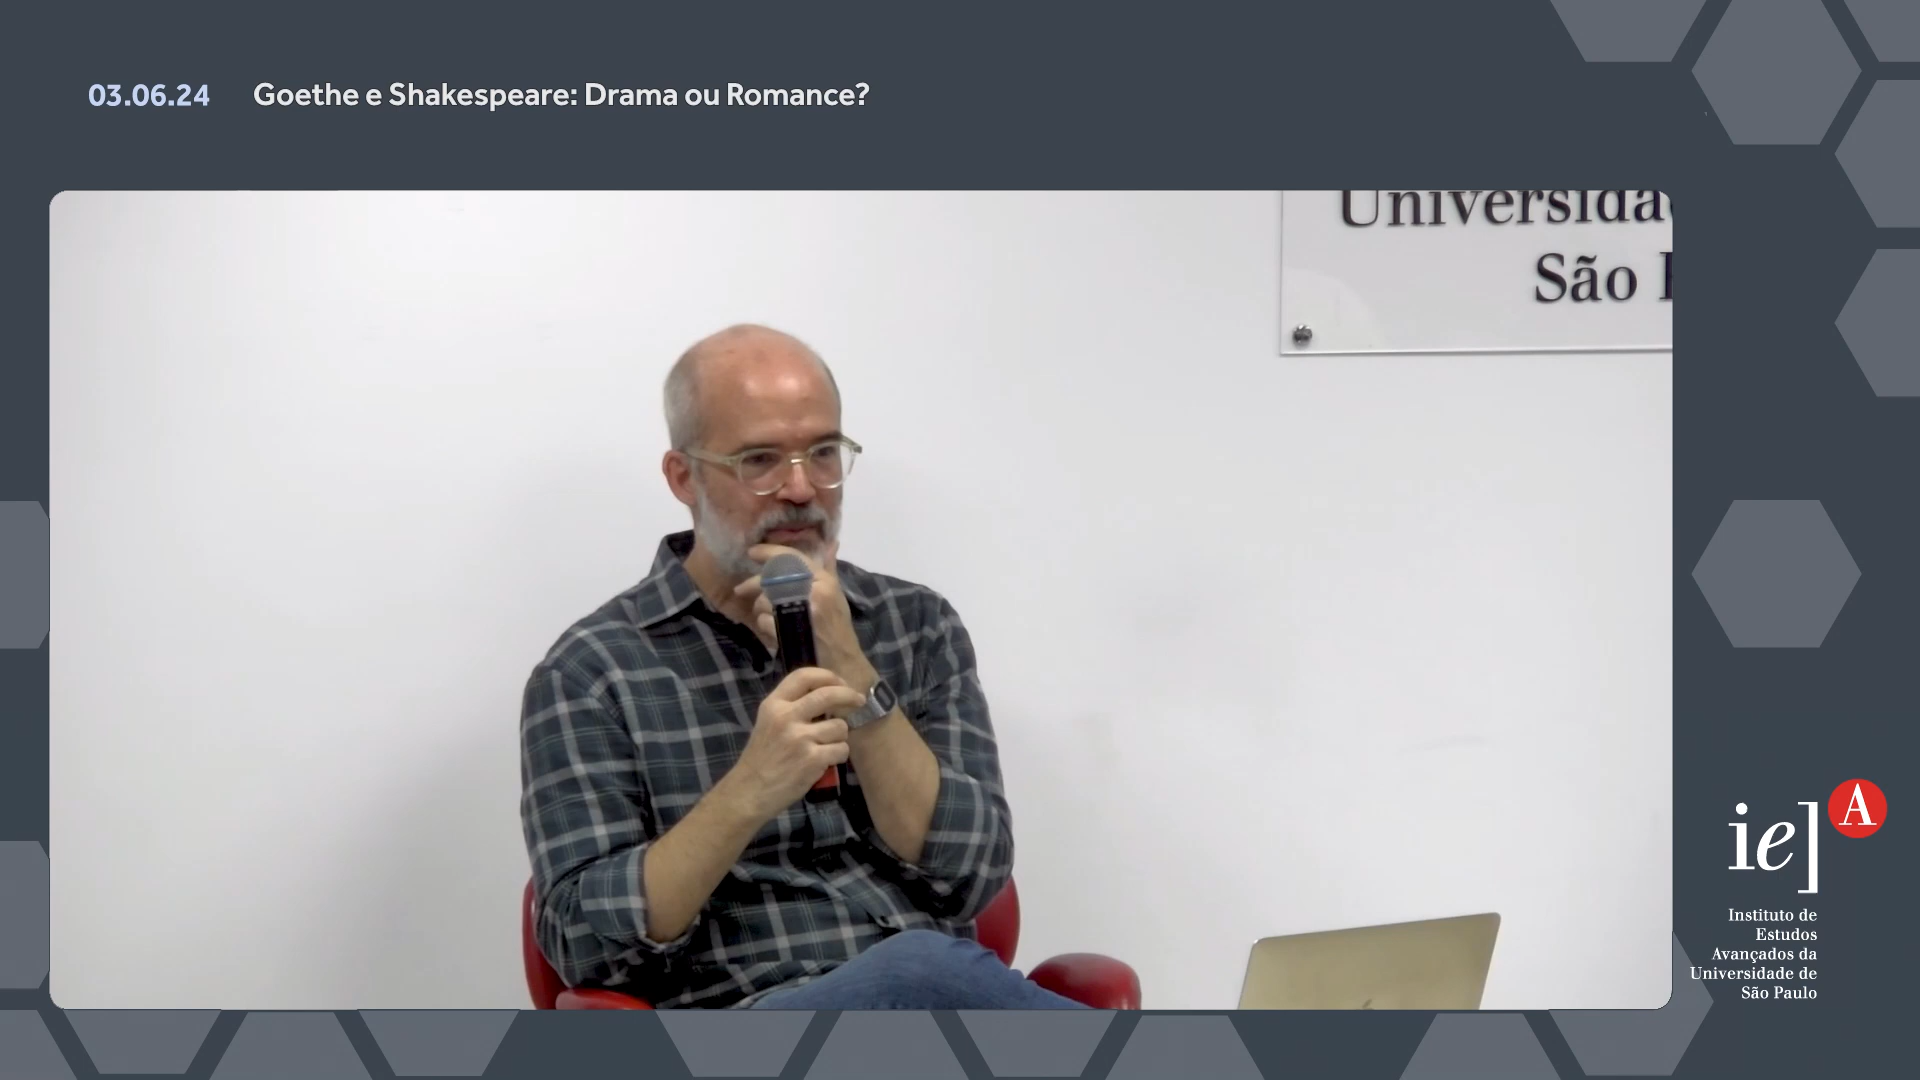 03.06.24 Goethe e Shakespeare: Drama ou Romance?
Universida
São
ie]A
Instituto de
Estudos
Avançados da
Universidade de
São Paulo